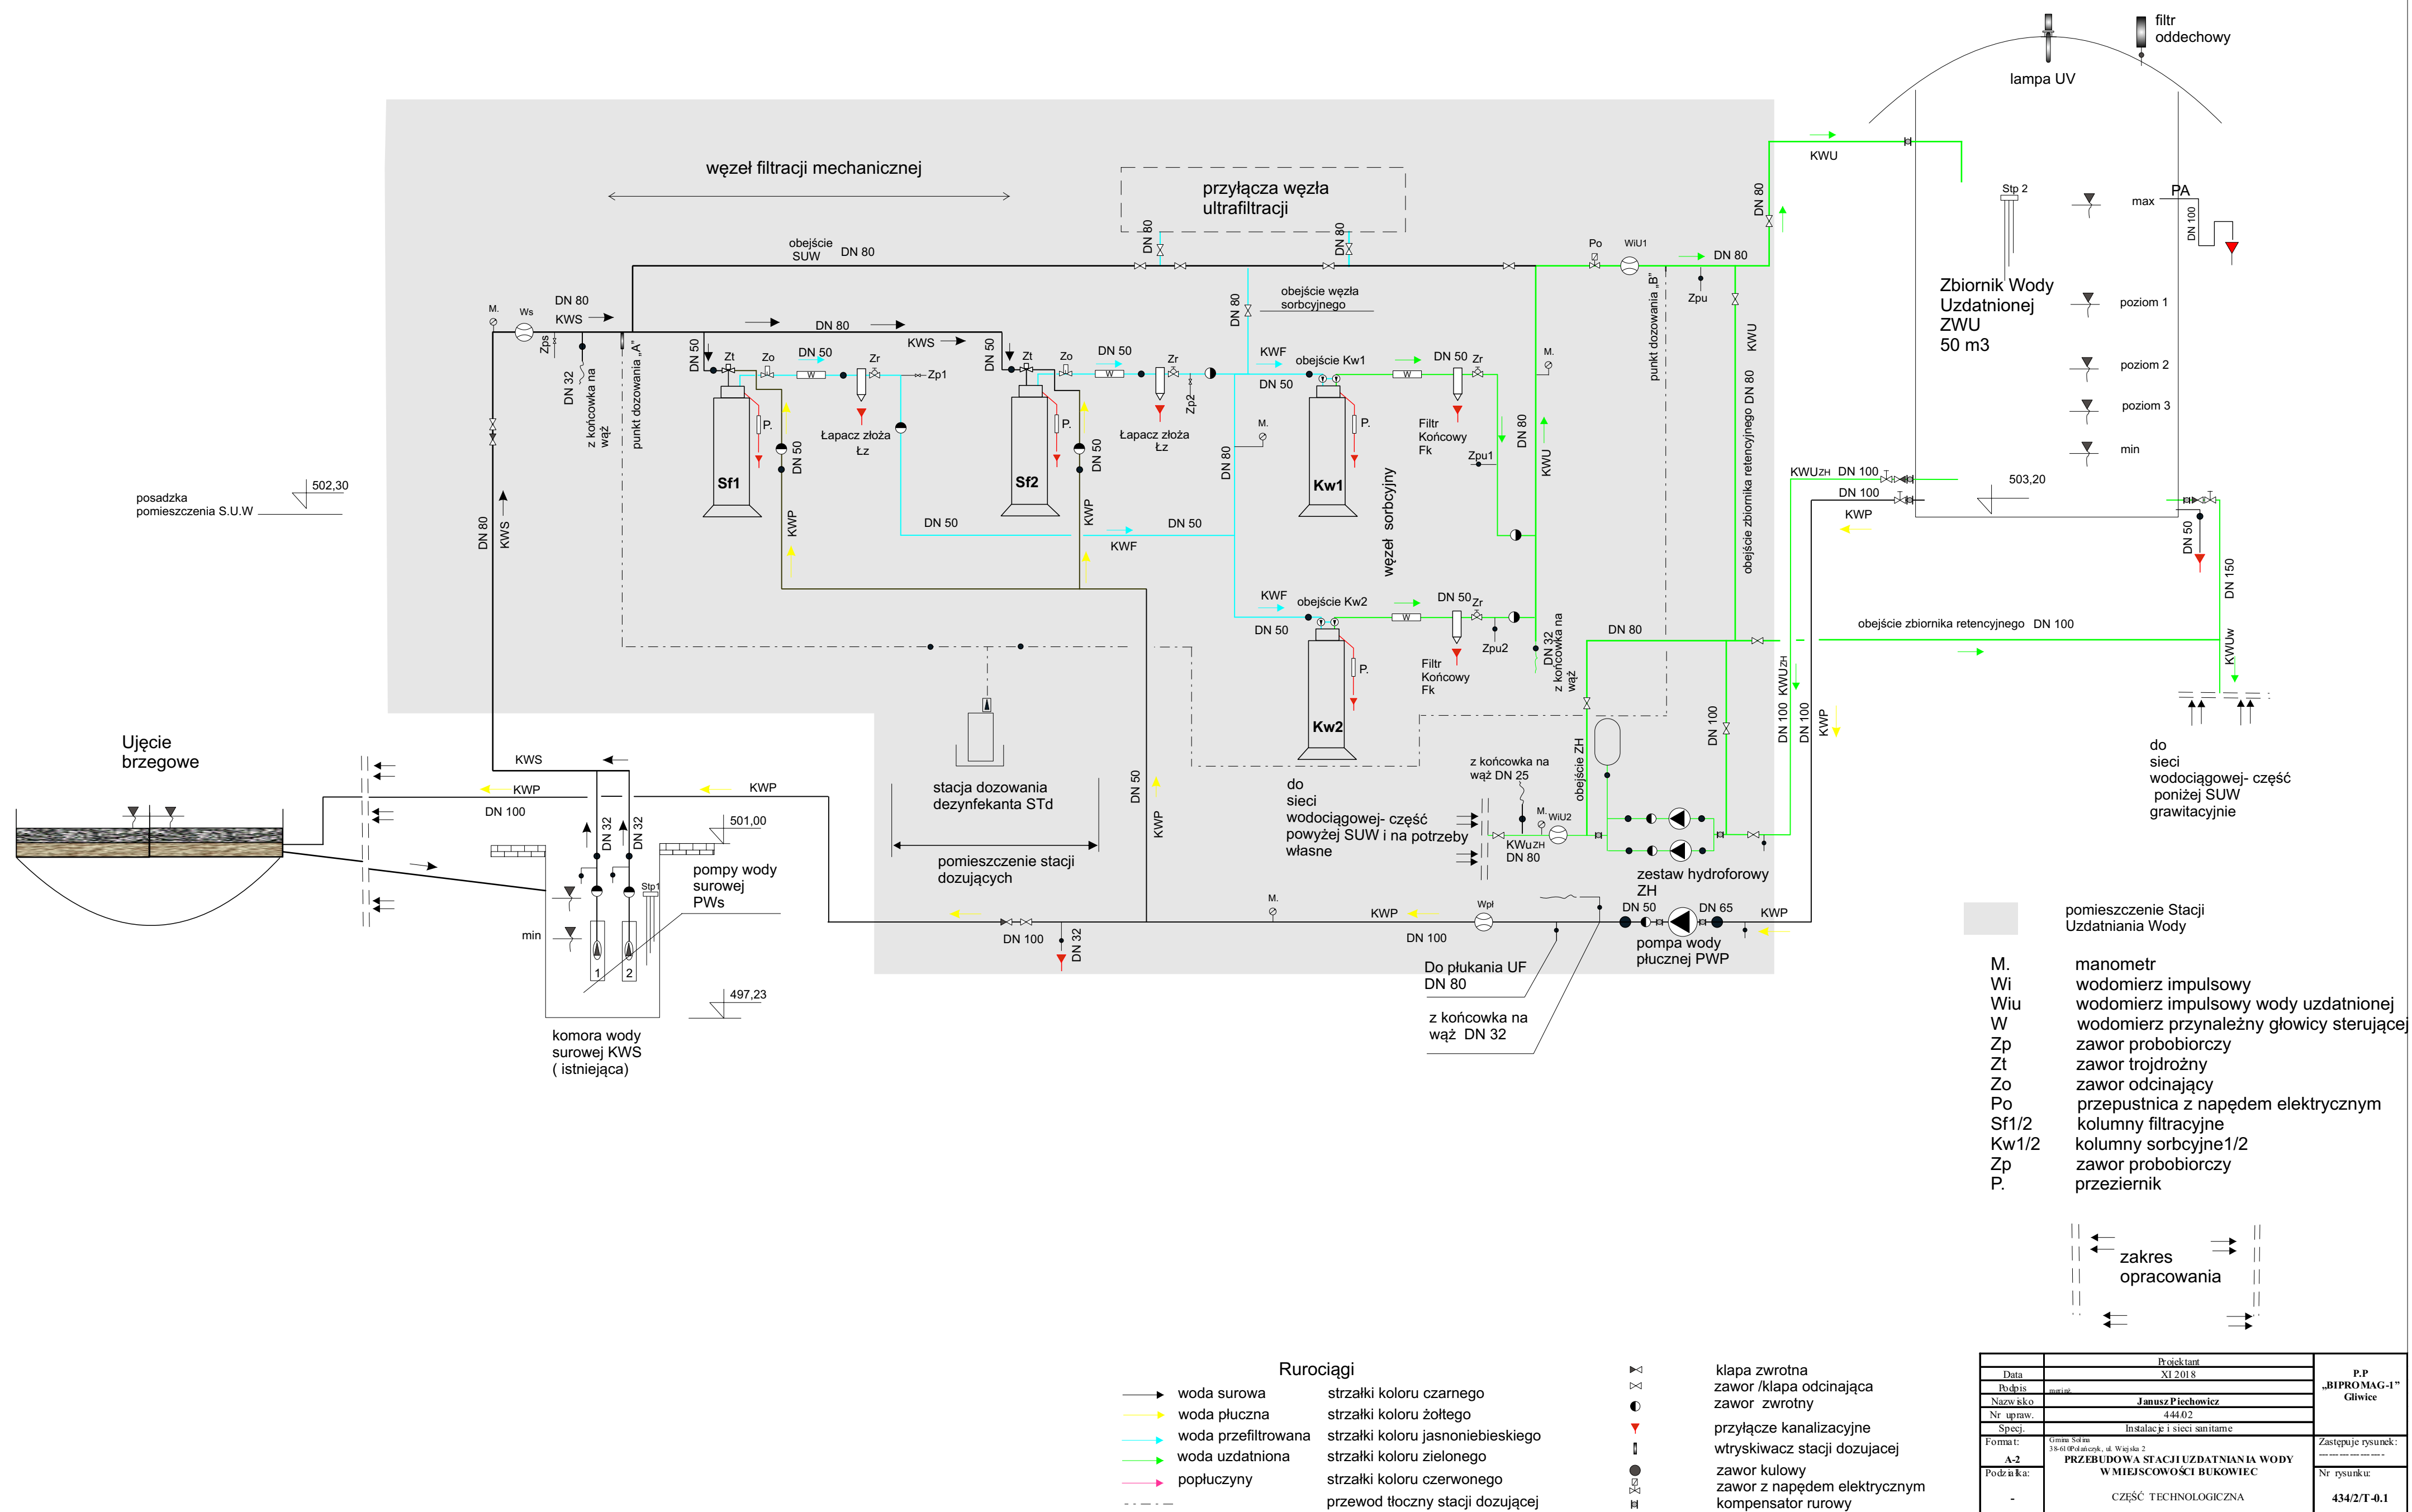 filtr
oddechowy
lampa UV
KWU
węzeł filtracji mechanicznej
przyłącza węzła
ultrafiltracji
DN 80
DN 80
DN 80
Stp 2
max
PA
DN 100
obejście
SUW
DN 80
Po
WiU1
DN 80
Zpu
punkt dozowania „B”
Zbiornik Wody
Uzdatnionej
ZWU
50 m3
poziom 1
poziom 2
poziom 3
min
obejście węzła
sorbcyjnego
DN 80
M.
Ws
DN 80
KWS
Zps
DN 32
z końcówka na
wąż
punkt dozowania „A”
DN 80
KWS
DN 50
Zt
Zo
DN 50
Zr
W
Zp1
P.
Łapacz złoża
Łz
Sf1
DN 50
KWP
DN 50
Zt
Zo
DN 50
Zr
W
Zp2
P.
Łapacz złoża
Łz
Sf2
DN 50
KWP
KWF
DN 50
obejście Kw1
DN 50
Zr
W
M.
M.
DN 80
P.
Filtr
Końcowy
Fk
Zpu1
Kw1
węzeł sorbcyjny
DN 80
KWU
KWU
obejście zbiornika retencyjnego DN 80
posadzka
pomieszczenia S.U.W
502,30
DN 80
KWS
DN 50
KWF
DN 50
KWUZH DN 100
DN 100
KWP
503,20
DN 50
DN 150
KWF
DN 50
obejście Kw2
DN 50
Zr
W
Zpu2
P.
Filtr
Końcowy
Fk
Kw2
DN 32
z końcówka na
wąż
DN 80
obejście zbiornika retencyjnego DN 100
KWUw
DN 100 KWUZH
DN 100
KWP
DN 100
obejście ZH
Ujęcie
brzegowe
KWS
KWP
DN 100
KWP
DN 32
DN 32
501,00
pompy wody
surowej
PWs
Stp1
min
1
2
497,23
komora wody
surowej KWS
( istniejąca)
stacja dozowania
dezynfekanta STd
pomieszczenie stacji
dozujących
DN 50
KWP
do
sieci
wodociągowej- część
powyżej SUW i na potrzeby
własne
z końcówka na
wąż DN 25
M.
WiU2
KWuZH
DN 80
zestaw hydroforowy
ZH
do
sieci
wodociągowej- część
poniżej SUW
grawitacyjnie
M.
DN 100
DN 32
KWP
DN 100
Wpł
DN 50
DN 65
KWP
pompa wody
płucznej PWP
Do płukania UF
DN 80
z końcowka na
wąż DN 32
pomieszczenie Stacji
Uzdatniania Wody
M. manometr
Wi wodomierz impulsowy
Wiu wodomierz impulsowy wody uzdatnionej
W wodomierz przynależny głowicy sterującej
Zp zawor probobiorczy
Zt zawor trojdrożny
Zo zawor odcinający
Po przepustnica z napędem elektrycznym
Sf1/2 kolumny filtracyjne
Kw1/2 kolumny sorbcyjne1/2
Zp zawor probobiorczy
P. przeziernik
zakres
opracowania
Rurociągi
woda surowa strzałki koloru czarnego
woda płuczna strzałki koloru żołtego
woda przefiltrowana strzałki koloru jasnoniebieskiego
woda uzdatniona strzałki koloru zielonego
popłuczyny strzałki koloru czerwonego
przewod tłoczny stacji dozującej
klapa zwrotna
zawor /klapa odcinająca
zawor zwrotny
przyłącze kanalizacyjne
wtryskiwacz stacji dozujacej
zawor kulowy
zawor z napędem elektrycznym
kompensator rurowy
Projektant
Data XI 2018
Podpis
Nazwisko Janusz Piechowicz
Nr upraw. 444/02
Specj. Instalacje i sieci sanitarne
P.P
„BIPROMAG-1”
Gliwice
Format:
A-2
Podziałka:
-
Gmina Solina
38-610Polańczyk, ul. Wiejska 2
PRZEBUDOWA STACJI UZDATNIANIA WODY
W MIEJSCOWOŚCI BUKOWIEC
CZĘŚĆ TECHNOLOGICZNA
Zastępuje rysunek:
Nr rysunku:
434/2/T-0.1